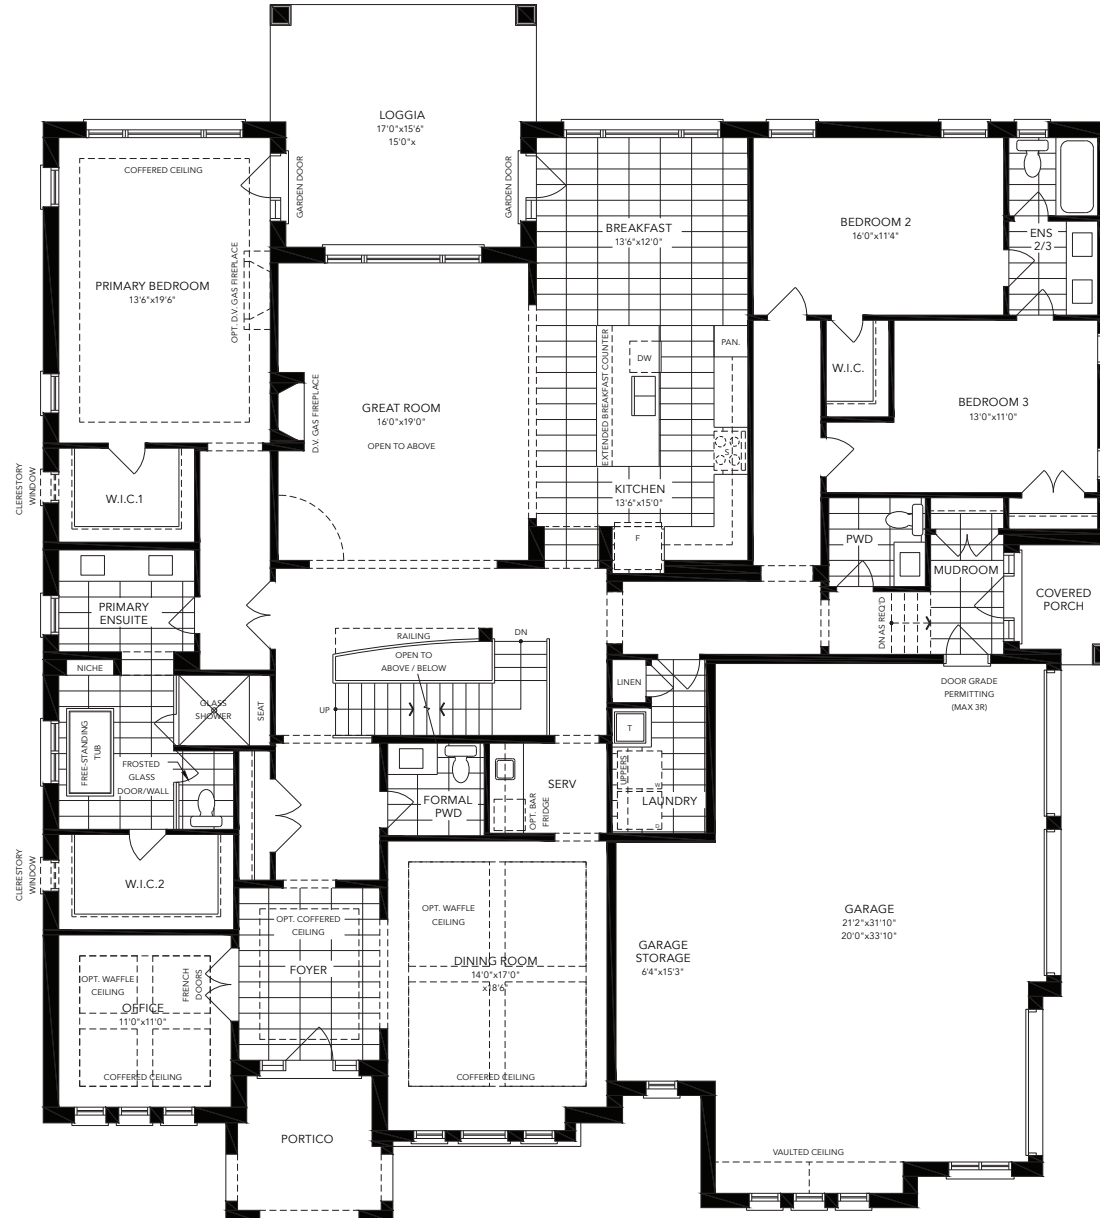 LOGGIA
17'0"x15'6"
15'0"x
COFFERED CEILING
GARDEN DOOR
GARDEN DOOR
BREAKFAST
13'6"x12'0"
BEDROOM 2
16'0"x11'4"
ENS
2/3
PRIMARY BEDROOM
13'6"x19'6"
OPT. D.V. GAS FIREPLACE
DW
PAN.
EXTENDED BREAKFAST COUNTER
W.I.C.
BEDROOM 3
13'0"x11'0"
D.V. GAS FIREPLACE
GREAT ROOM
16'0"x19'0"
OPEN TO ABOVE
S
CLERESTORY
WINDOW
W.I.C.1
KITCHEN
13'6"x15'0"
F
PWD
MUDROOM
COVERED
PORCH
PRIMARY
ENSUITE
DN AS REQ'D
RAILING
DN
OPEN TO
ABOVE / BELOW
NICHE
LINEN
DOOR GRADE
PERMITTING
(MAX 3R)
GLASS
SHOWER
SEAT
UP
T
FREE-STANDING
TUB
FROSTED
GLASS
DOOR/WALL
UPPERS
W
D
LAUNDRY
FORMAL
PWD
SERV
OPT. BAR
FRIDGE
CLERESTORY
WINDOW
W.I.C.2
OPT. COFFERED
CEILING
FOYER
OPT. WAFFLE
CEILING
DINING ROOM
14'0"x17'0"
x18'6"
COFFERED CEILING
GARAGE
21'2"x31'10"
20'0"x33'10"
GARAGE
STORAGE
6'4"x15'3"
FRENCH
DOORS
OPT. WAFFLE
CEILING
OFFICE
11'0"x11'0"
COFFERED CEILING
PORTICO
VAULTED CEILING